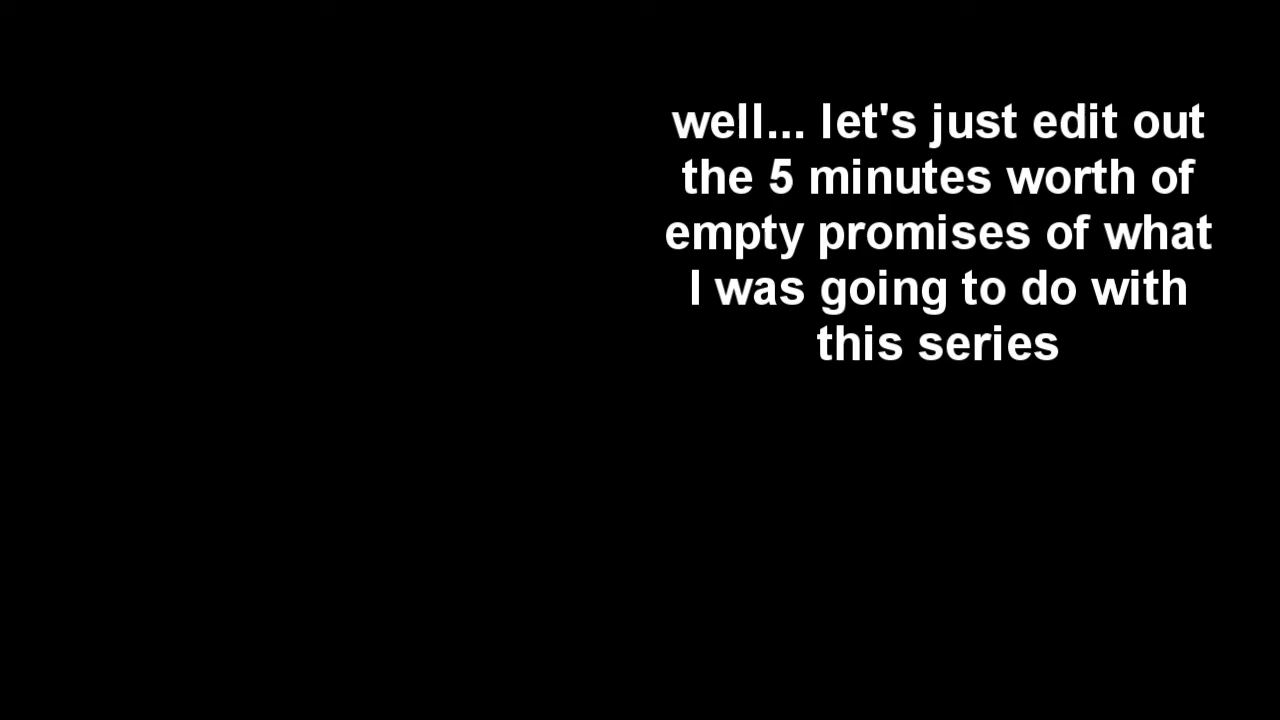 well... let's just edit out
the 5 minutes worth of
empty promises of what
I was going to do with
this series